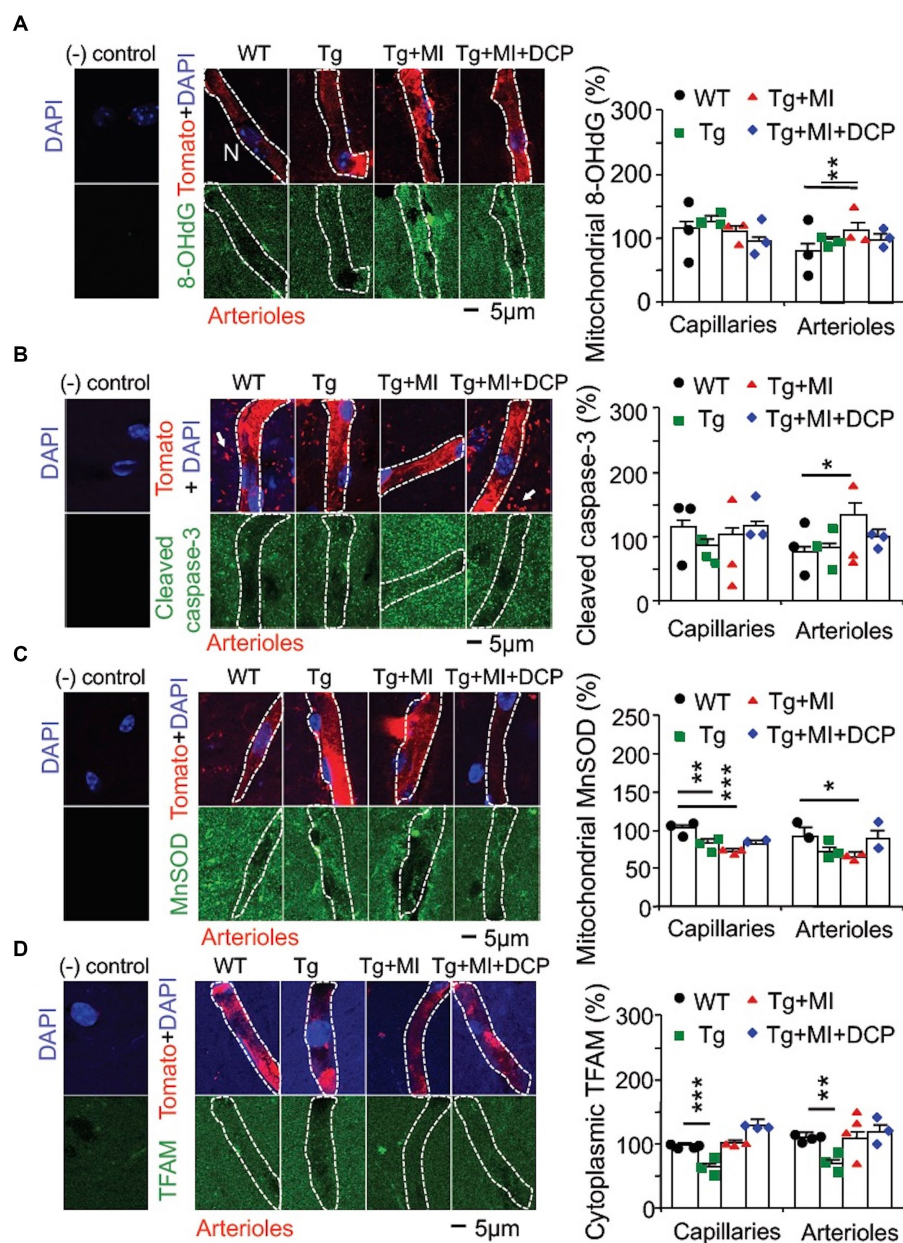 A
(-) control
WT Tg Tg+MI Tg+MI+DCP
DAPI
Tomato+DAPI
N
8-OHdG
Arterioles
5µm
Mitochondrial 8-OHdG (%)
WT Tg+MI
Tg Tg+MI+DCP
300
250
200
150
100
50
0
**
Capillaries Arterioles
B
(-) control
WT Tg Tg+MI Tg+MI+DCP
DAPI
Tomato
+ DAPI
Cleaved
caspase-3
Arterioles
5µm
Cleaved caspase-3 (%)
WT Tg+MI
Tg Tg+MI+DCP
300
200
100
0
*
Capillaries Arterioles
C
(-) control
WT Tg Tg+MI Tg+MI+DCP
DAPI
Tomato+DAPI
MnSOD
Arterioles
5µm
Mitochondrial MnSOD (%)
WT Tg+MI
Tg Tg+MI+DCP
250
200
150
100
50
0
**
***
*
Capillaries Arterioles
D
(-) control
WT Tg Tg+MI Tg+MI+DCP
DAPI
Tomato+DAPI
TFAM
Arterioles
5µm
Cytoplasmic TFAM (%)
WT Tg+MI
Tg Tg+MI+DCP
300
200
100
0
***
**
Capillaries Arterioles